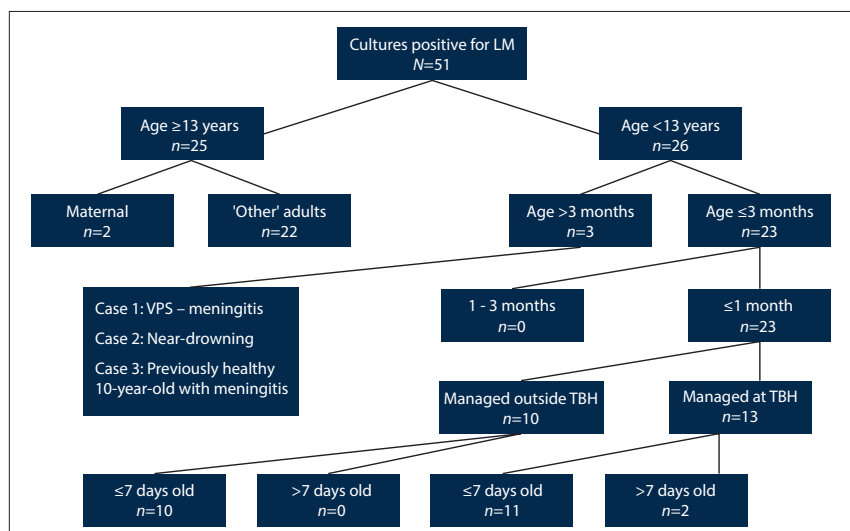 Cultures positive for LM
N=51
Age ≥13 years
n=25
Age <13 years
n=26
Maternal
n=2
'Other' adults
n=22
Age >3 months
n=3
Age ≤3 months
n=23
Case 1: VPS – meningitis
Case 2: Near-drowning
Case 3: Previously healthy
10-year-old with meningitis
1 - 3 months
n=0
≤1 month
n=23
Managed outside TBH
n=10
Managed at TBH
n=13
≤7 days old
n=10
>7 days old
n=0
≤7 days old
n=11
>7 days old
n=2